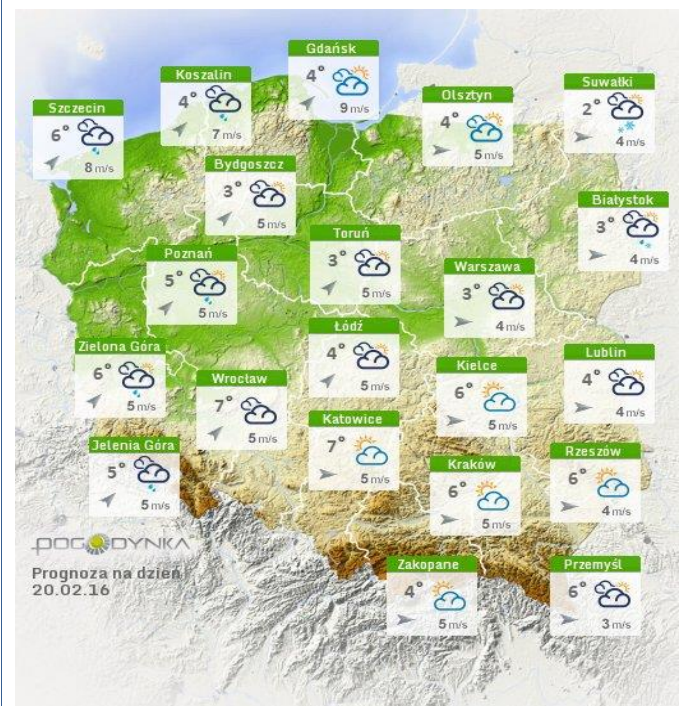 Gdańsk
4°
9 m/s
Koszalin
4°
7 m/s
Szczecin
6°
8 m/s
Olsztyn
4°
5 m/s
Suwałki
2°
4 m/s
Bydgoszcz
3°
5 m/s
Białystok
3°
4 m/s
Toruń
3°
5 m/s
Poznań
5°
5 m/s
Warszawa
3°
4 m/s
Łódź
4°
5 m/s
Zielona Góra
6°
5 m/s
Lublin
4°
4 m/s
Kielce
6°
5 m/s
Wrocław
7°
5 m/s
Katowice
7°
5 m/s
Jelenia Góra
5°
5 m/s
Rzeszów
6°
4 m/s
Kraków
6°
5 m/s
POGODYNKA
Prognoza na dzień
20.02.16
Zakopane
4°
5 m/s
Przemyśl
6°
3 m/s